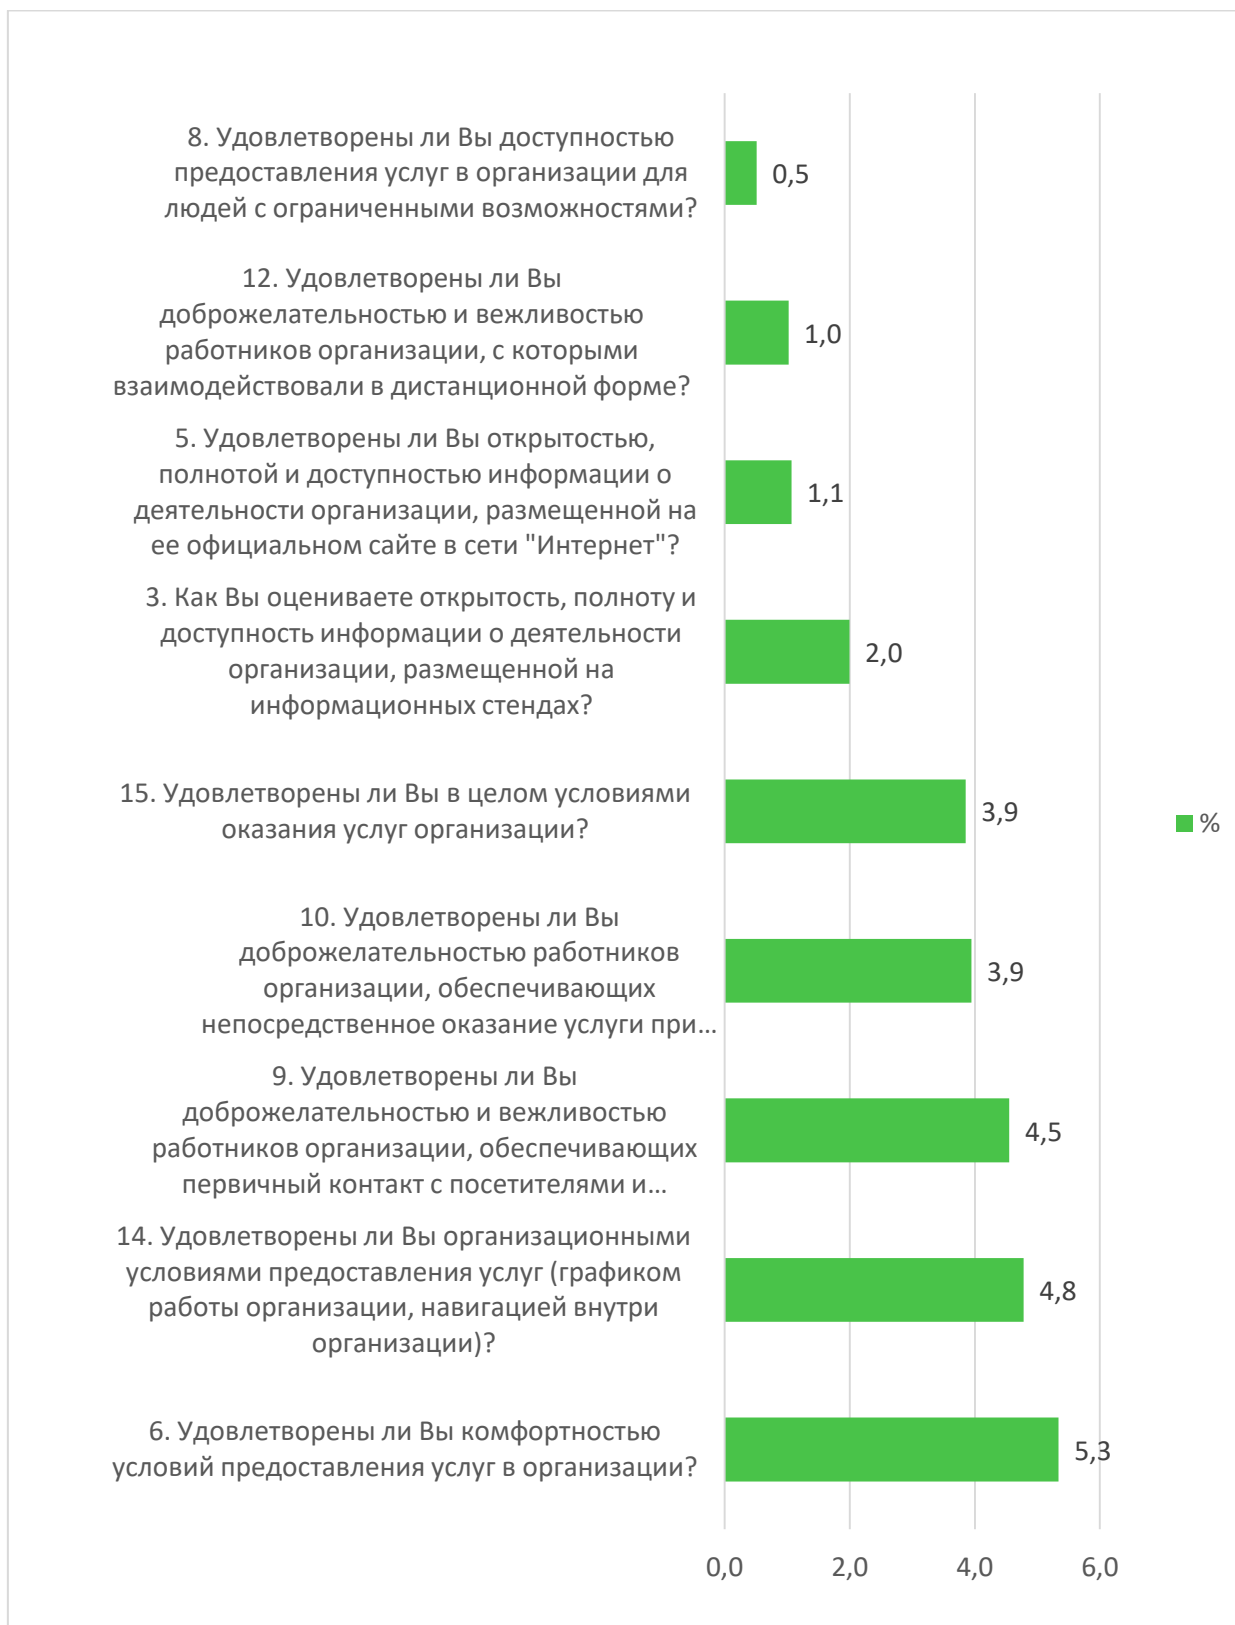 8. Удовлетворены ли Вы доступностью
предоставления услуг в организации для
людей с ограниченными возможностями?
0,5
12. Удовлетворены ли Вы
доброжелательностью и вежливостью
работников организации, с которыми
взаимодействовали в дистанционной форме?
1,0
5. Удовлетворены ли Вы открытостью,
полнотой и доступностью информации о
деятельности организации, размещенной на
ее официальном сайте в сети "Интернет"?
1,1
3. Как Вы оцениваете открытость, полноту и
доступность информации о деятельности
организации, размещенной на
информационных стендах?
2,0
15. Удовлетворены ли Вы в целом условиями
оказания услуг организации?
3,9
%
10. Удовлетворены ли Вы
доброжелательностью работников
организации, обеспечивающих
непосредственное оказание услуги при…
3,9
9. Удовлетворены ли Вы
доброжелательностью и вежливостью
работников организации, обеспечивающих
первичный контакт с посетителями и…
4,5
14. Удовлетворены ли Вы организационными
условиями предоставления услуг (графиком
работы организации, навигацией внутри
организации)?
4,8
6. Удовлетворены ли Вы комфортностью
условий предоставления услуг в организации?
5,3
0,0 2,0 4,0 6,0